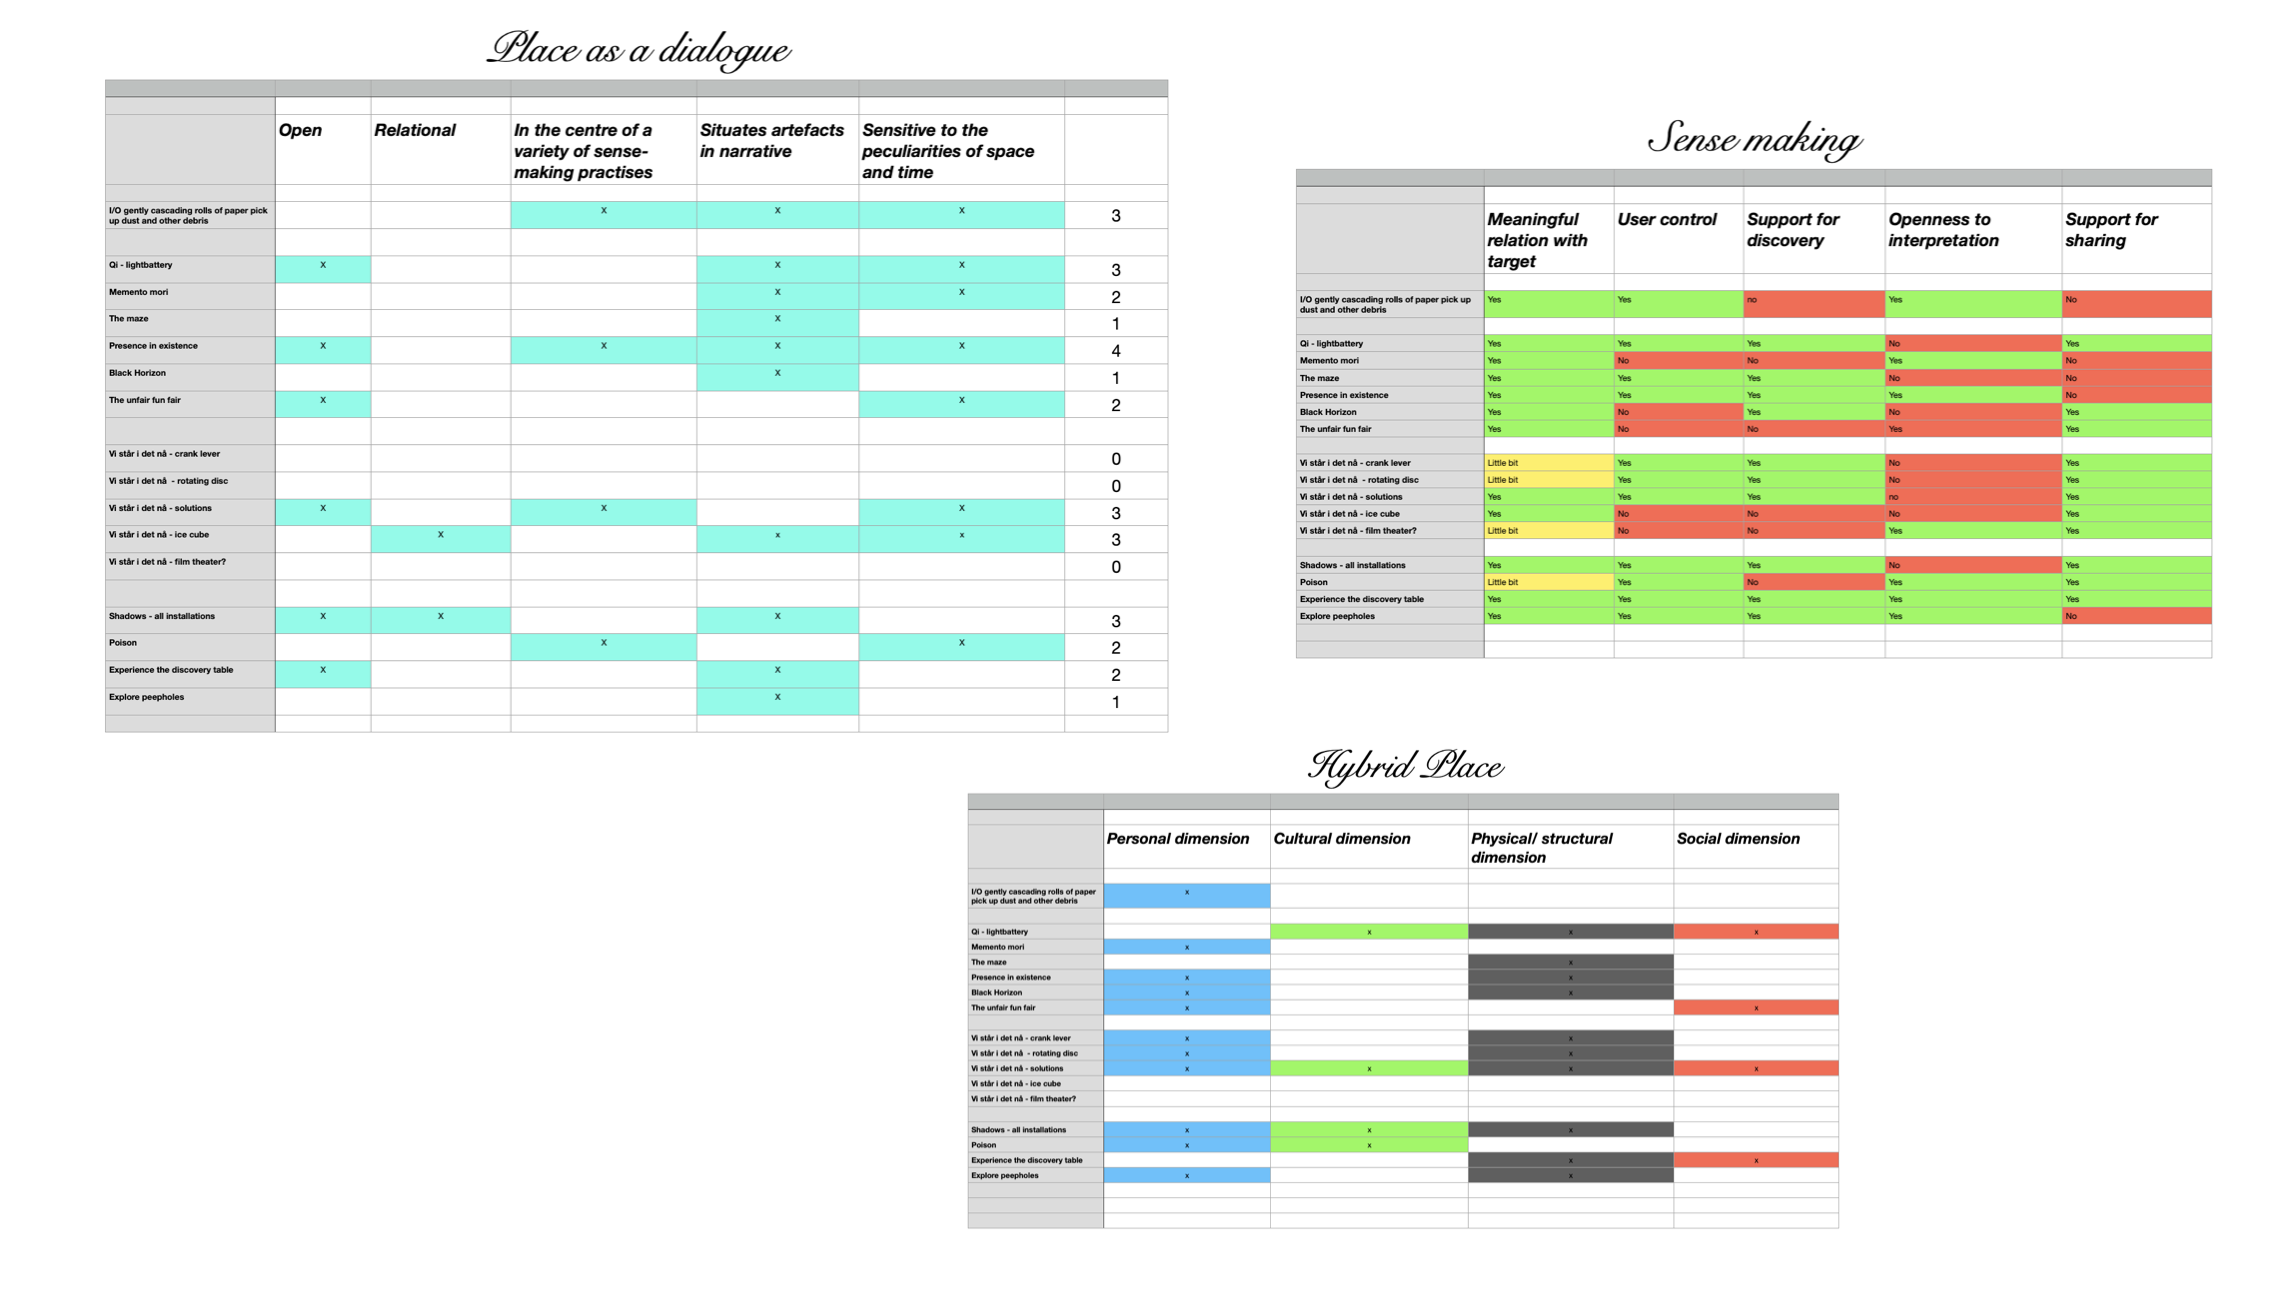 Place as a dialogue
Open Relational In the centre of a Situates artefacts Sensitive to the
variety of sense- in narrative peculiarities of space
making practises and time
I/O gently cascading rolls of paper pick x x x 3
up dust and other debris
Qi - lightbattery x x x 3
Memento mori x x 2
The maze x 1
Presence in existence x x x x 4
Black Horizon x 1
The unfair fun fair x x 2
Vi står i det nå - crank lever 0
Vi står i det nå - rotating disc 0
Vi står i det nå - solutions x x x 3
Vi står i det nå - ice cube x x x 3
Vi står i det nå - film theater? 0
Shadows - all installations x x x 3
Poison x x 2
Experience the discovery table x x 2
Explore peepholes x 1
Sense making
Meaningful User control Support for Openness to Support for
relation with discovery interpretation sharing
target
I/O gently cascading rolls of paper pick up Yes Yes no Yes No
dust and other debris
Qi - lightbattery Yes Yes Yes No Yes
Memento mori Yes No No Yes No
The maze Yes Yes Yes No No
Presence in existence Yes Yes Yes Yes No
Black Horizon Yes No Yes No Yes
The unfair fun fair Yes No No Yes Yes
Vi står i det nå - crank lever Little bit Yes Yes No Yes
Vi står i det nå - rotating disc Little bit Yes Yes No Yes
Vi står i det nå - solutions Yes Yes Yes no Yes
Vi står i det nå - ice cube Yes No No No Yes
Vi står i det nå - film theater? Little bit No No Yes Yes
Shadows - all installations Yes Yes Yes No Yes
Poison Little bit Yes No Yes Yes
Experience the discovery table Yes Yes Yes Yes Yes
Explore peepholes Yes Yes Yes Yes No
Hybrid Place
Personal dimension Cultural dimension Physical/ structural Social dimension
dimension
I/O gently cascading rolls of paper x
pick up dust and other debris
Qi - lightbattery x x x
Memento mori x
The maze x
Presence in existence x x
Black Horizon x x
The unfair fun fair x x
Vi står i det nå - crank lever x x
Vi står i det nå - rotating disc x x
Vi står i det nå - solutions x x x x
Vi står i det nå - ice cube
Vi står i det nå - film theater?
Shadows - all installations x x x
Poison x x
Experience the discovery table x x
Explore peepholes x x